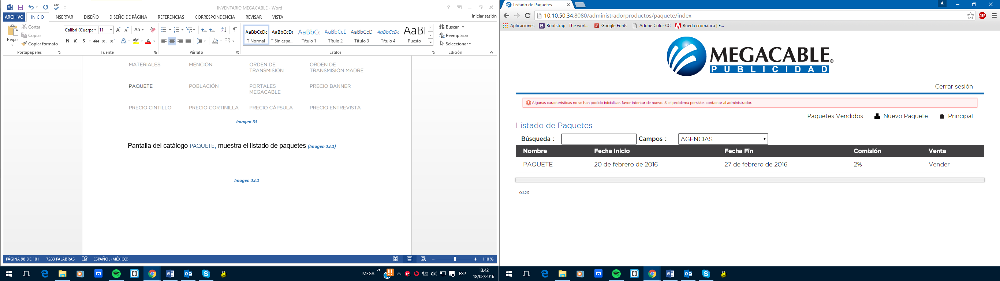 INVENTARIO MEGACABLE - Word
ARCHIVO INICIO INSERTAR DISEÑO DISEÑO DE PÁGINA REFERENCIAS CORRESPONDENCIA REVISAR VISTA Iniciar sesión
Pegar
Cortar
Copiar
Copiar formato
Portapapeles
Calibri (Cuerpo 11
Fuente
Párrafo
AaBbCcDc AaBbCcDc AaBbC( AaBbCcE AaBbCcD AaBbCcDc AaBl
¶ Normal ¶ Sin espa... Título 1 Título 2 Título 3 Título 4 Puesto
Estilos
Buscar
Reemplazar
Seleccionar
Edición
MATERIALES MENCIÓN ORDEN DE TRANSMISIÓN ORDEN DE TRANSMISIÓN MADRE
PAQUETE POBLACIÓN PORTALES MEGACABLE PRECIO BANNER
PRECIO CINTILLO PRECIO CORTINILLA PRECIO CÁPSULA PRECIO ENTREVISTA
Imagen 33
Pantalla del catálogo PAQUETE, muestra el listado de paquetes (Imagen 33.1)
Imagen 33.1
PÁGINA 98 DE 101 7283 PALABRAS ESPAÑOL (MÉXICO) 110 %
MEGA ESP 13:42
18/02/2016
Listado de Paquetes
10.10.50.34:8080/administradorproductos/paquete/index ABP
Aplicaciones Bootstrap · The worl... Google Fonts Adobe Color CC Rueda cromática | E...
MEGACABLE®
PUBLICIDAD
Cerrar sesión
Algunas características no se han podido inicializar, favor intentar de nuevo. Si el problema persiste, contactar al administrador.
Paquetes Vendidos Nuevo Paquete Principal
Listado de Paquetes
Búsqueda : Campos : AGENCIAS
Nombre Fecha Inicio Fecha Fin Comisión Venta
PAQUETE 20 de febrero de 2016 27 de febrero de 2016 2% Vender
0.1.23